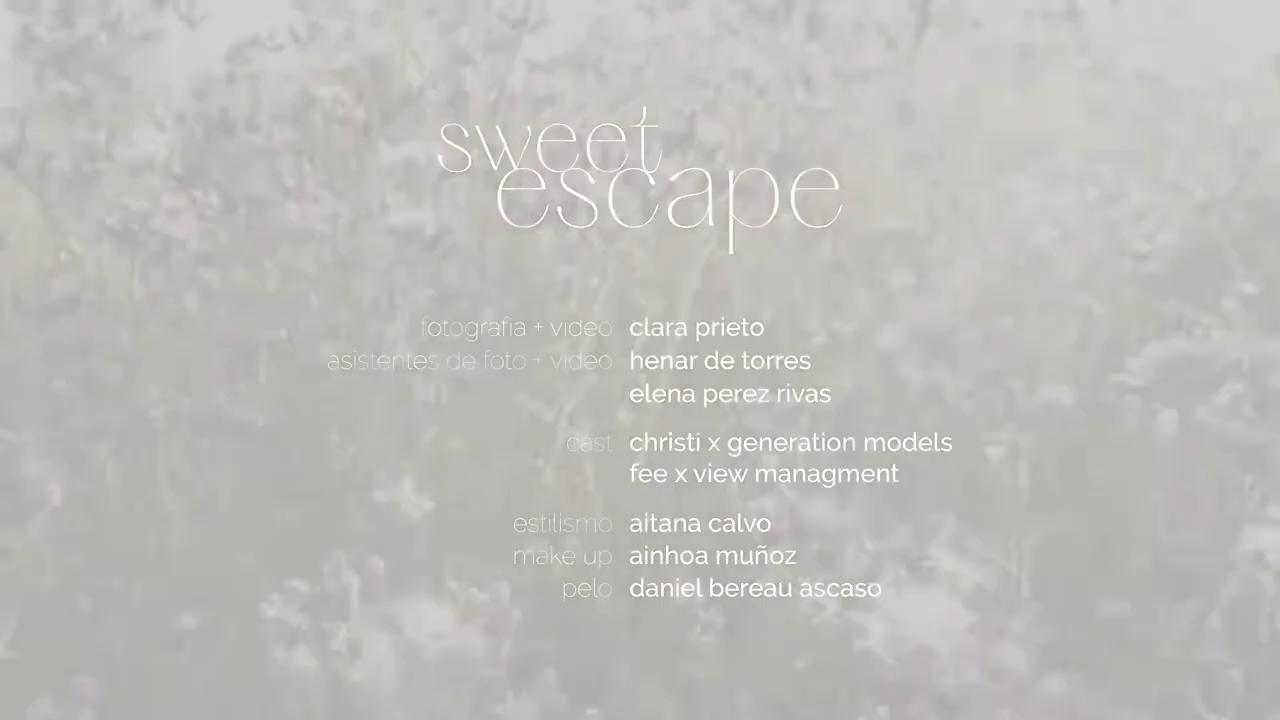 sweet
escape
fotografia + video clara prieto
asistentes de foto + video henar de torres
elena perez rivas
cast christi x generation models
fee x view managment
estilismo aitana calvo
make up ainhoa muñoz
pelo daniel bereau ascaso